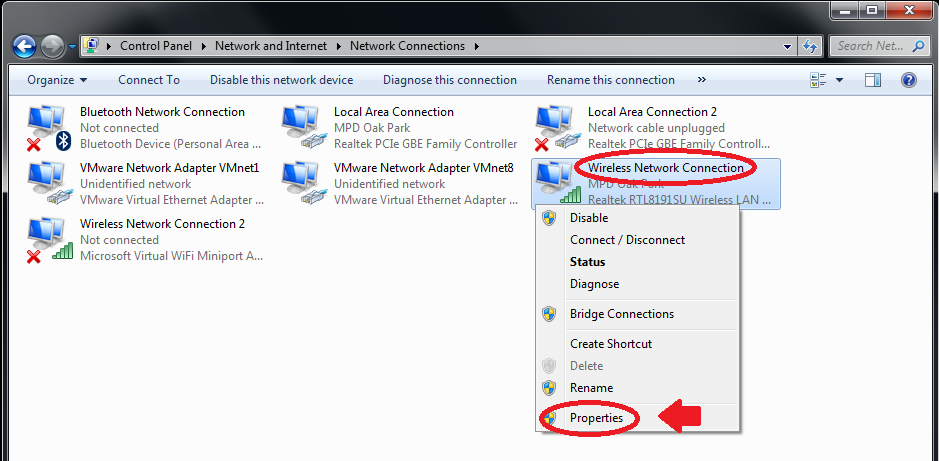 Control Panel Network and Internet Network Connections
Search Net...
Organize Connect To Disable this network device Diagnose this connection Rename this connection »
Bluetooth Network Connection
Not connected
Bluetooth Device (Personal Area ...
Local Area Connection
MPD Oak Park
Realtek PCIe GBE Family Controller
Local Area Connection 2
Network cable unplugged
Realtek PCIe GBE Family Controll...
VMware Network Adapter VMnet1
Unidentified network
VMware Virtual Ethernet Adapter ...
VMware Network Adapter VMnet8
Unidentified network
VMware Virtual Ethernet Adapter ...
Wireless Network Connection
MPD Oak Park
Realtek RTL8191SU Wireless LAN ...
Wireless Network Connection 2
Not connected
Microsoft Virtual WiFi Miniport A...
Disable
Connect / Disconnect
Status
Diagnose
Bridge Connections
Create Shortcut
Delete
Rename
Properties